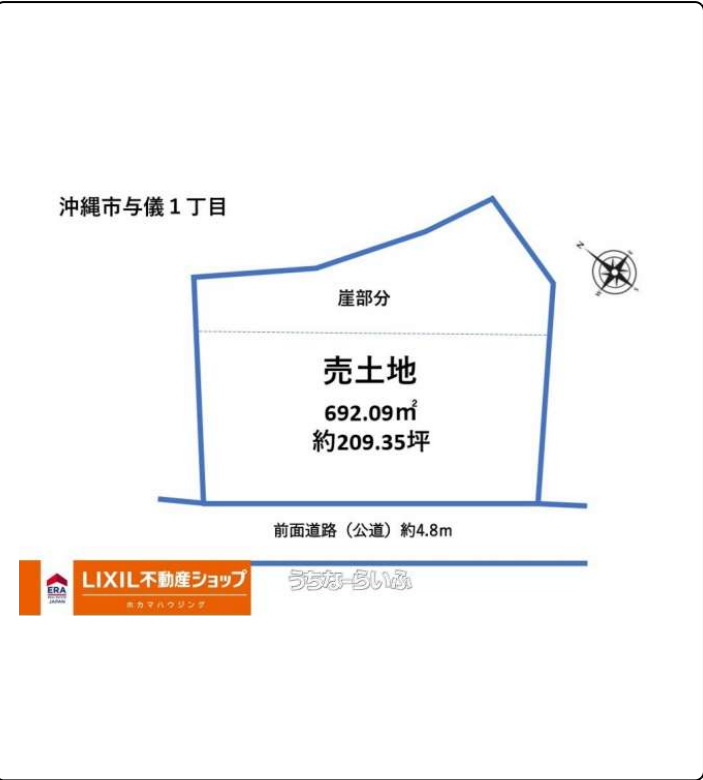 沖縄市与儀１丁目
N
崖部分
売土地
692.09㎡
約209.35坪
前面道路（公道）約4.8m
ERA
JAPAN
LIXIL不動産ショップ
ホカマハウジング
うちなーらいふ